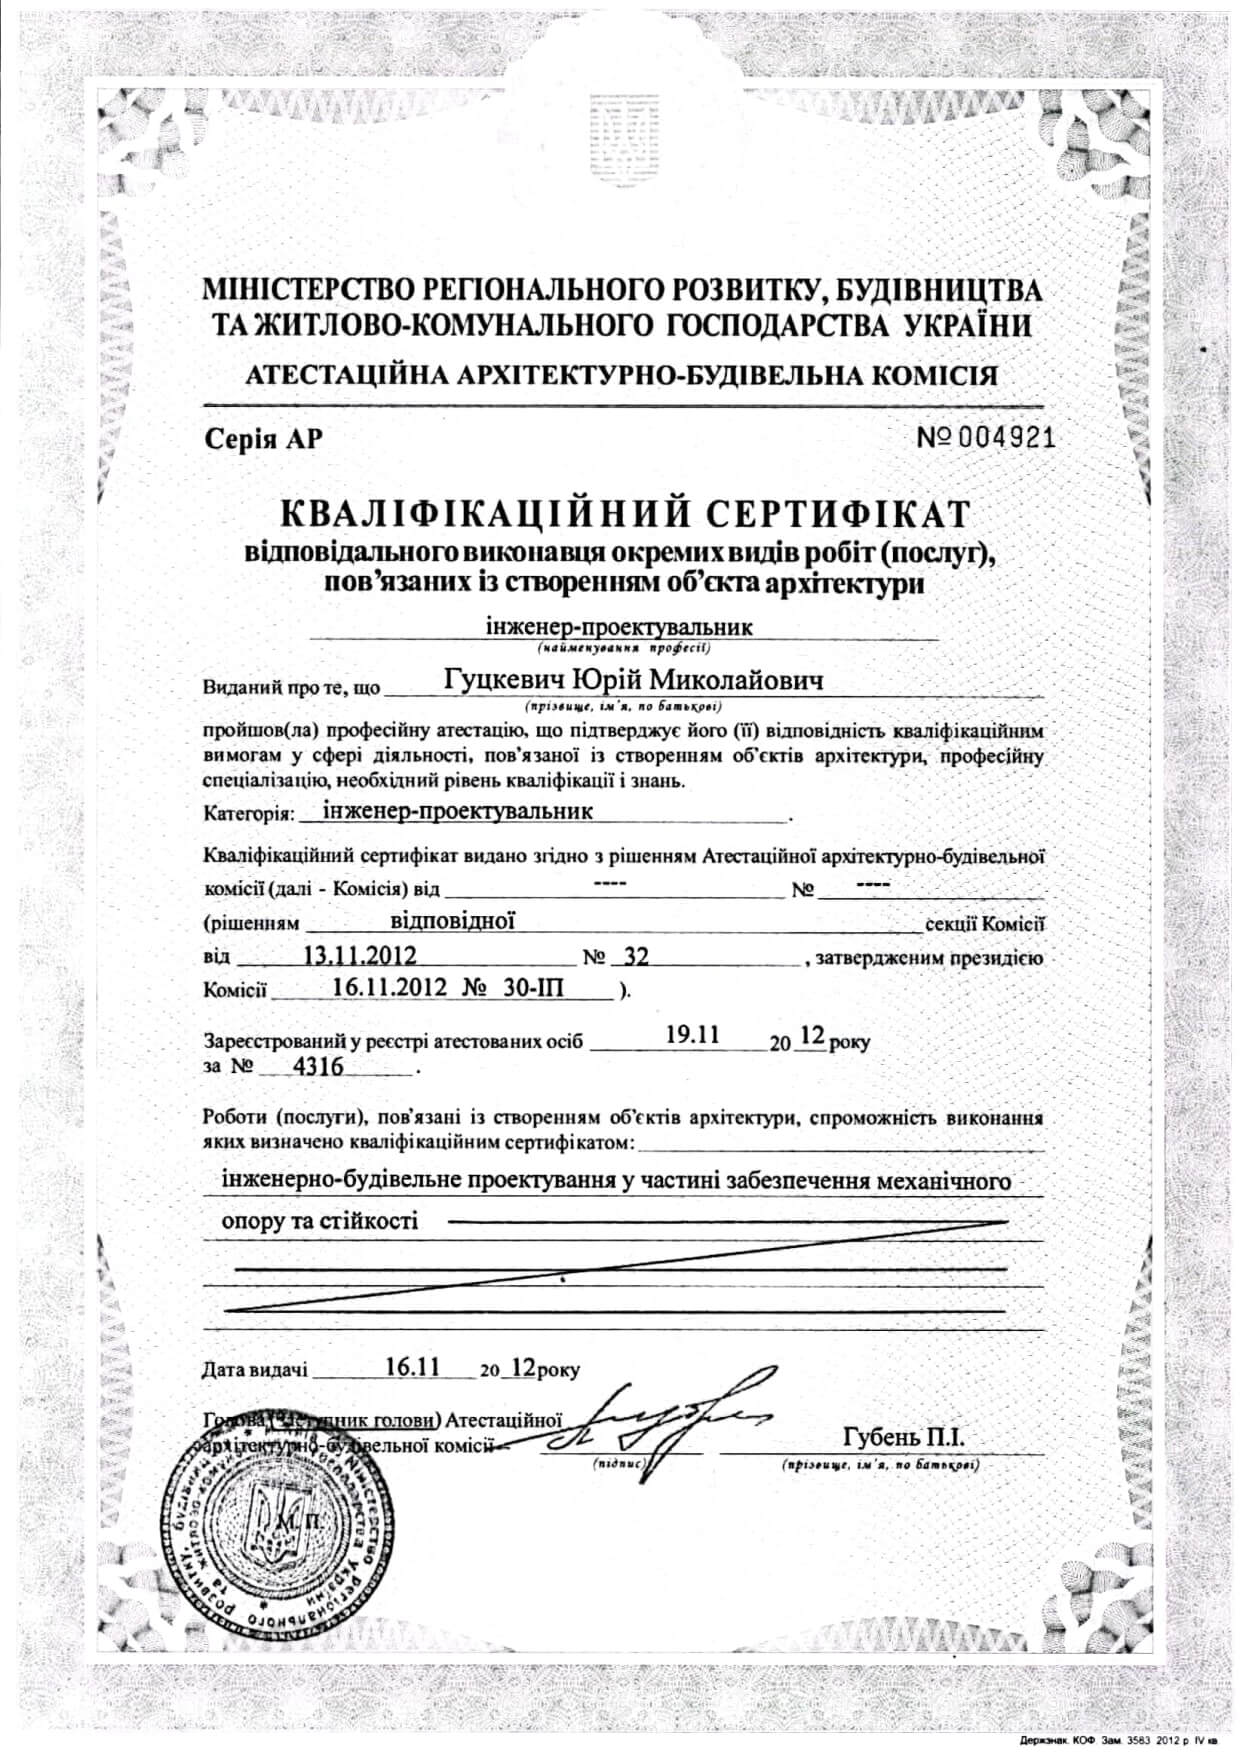 МІНІСТЕРСТВО РЕГІОНАЛЬНОГО РОЗВИТКУ, БУДІВНИЦТВА
ТА ЖИТЛОВО-КОМУНАЛЬНОГО ГОСПОДАРСТВА УКРАЇНИ
АТЕСТАЦІЙНА АРХІТЕКТУРНО-БУДІВЕЛЬНА КОМІСІЯ
Серія АР № 004921
КВАЛІФІКАЦІЙНИЙ СЕРТИФІКАТ
відповідального виконавця окремих видів робіт (послуг),
пов’язаних із створенням об’єкта архітектури
інженер-проектувальник
(найменування професії)
Виданий про те, що Гуцкевич Юрій Миколайович
(прізвище, ім’я, по батькові)
пройшов(ла) професійну атестацію, що підтверджує його (її) відповідність кваліфікаційним
вимогам у сфері діяльності, пов’язаної із створенням об’єктів архітектури, професійну
спеціалізацію, необхідний рівень кваліфікації і знань.
Категорія: інженер-проектувальник.
Кваліфікаційний сертифікат видано згідно з рішенням Атестаційної архітектурно-будівельної
комісії (далі - Комісія) від ---- № ----
(рішенням відповідної секції Комісії
від 13.11.2012 № 32, затвердженим президією
Комісії 16.11.2012 № 30-ІП ).
Зареєстрований у реєстрі атестованих осіб 19.11 20 12 року
за № 4316.
Роботи (послуги), пов’язані із створенням об’єктів архітектури, спроможність виконання
яких визначено кваліфікаційним сертифікатом:
інженерно-будівельне проектування у частині забезпечення механічного
опору та стійкості
Дата видачі 16.11 20 12 року
Голова (заступник голови) Атестаційної
архітектурно-будівельної комісії Губень П.І.
(підпис) (прізвище, ім’я, по батькові)
М.П.
Міністерство регіонального розвитку, будівництва
та житлово-комунального господарства України
Держзнак. КОФ. Зам. 3583. 2012 р. IV кв.